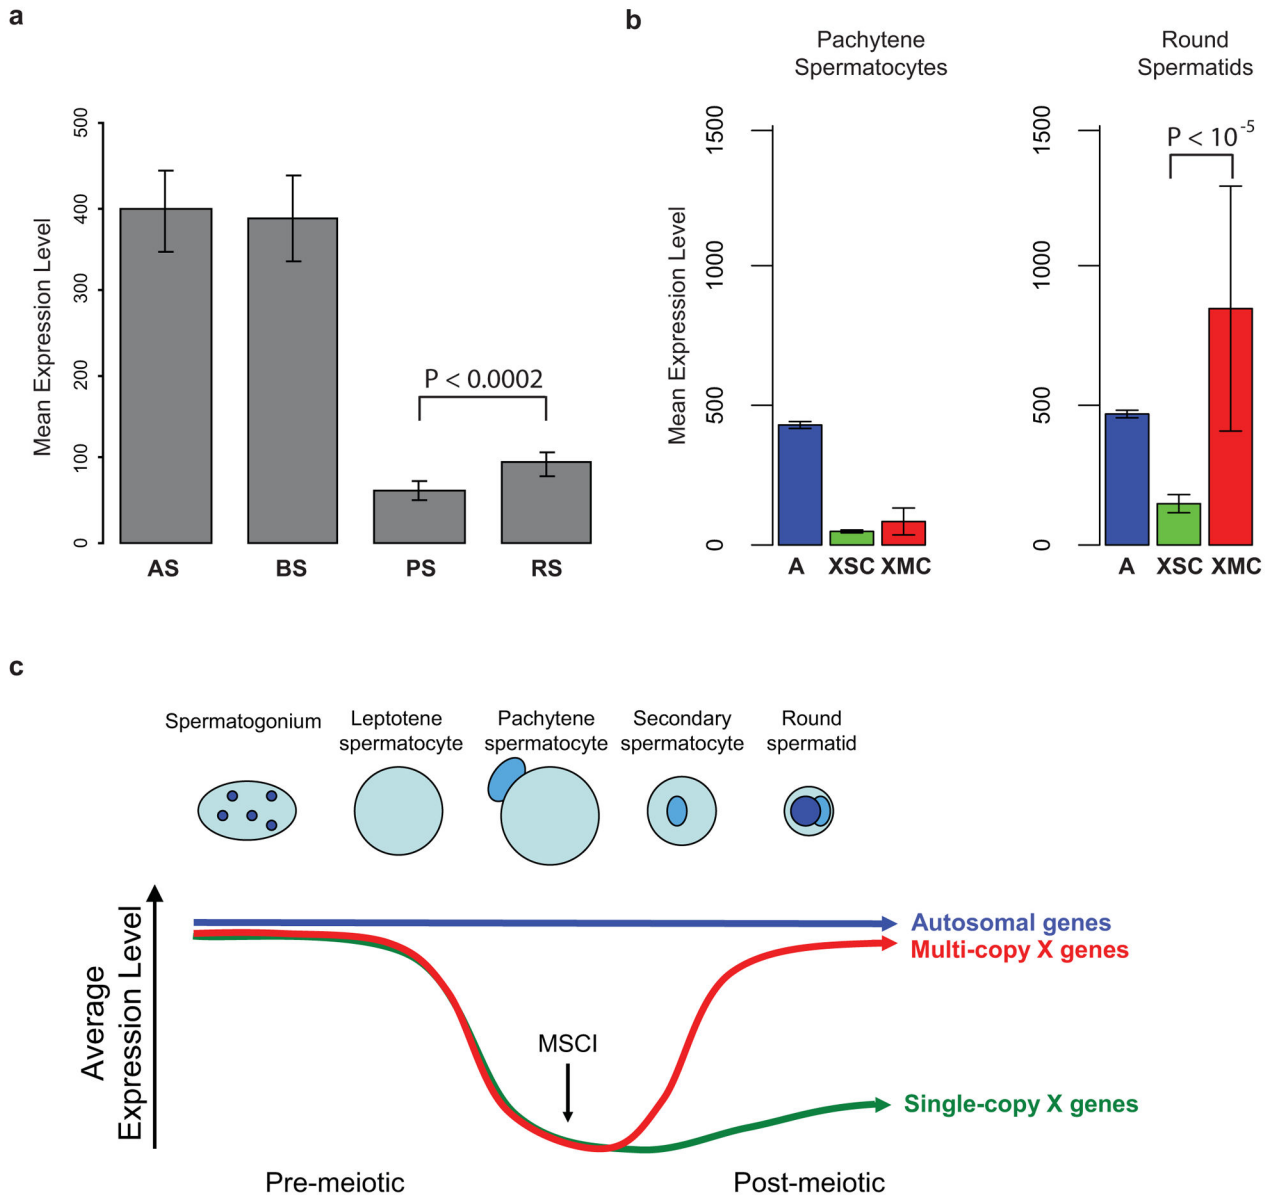 a
Mean Expression Level
500
400
300
200
100
0
P < 0.0002
AS BS PS RS
b
Pachytene
Spermatocytes
Mean Expression Level
1500
1000
500
0
A XSC XMC
Round
Spermatids
P < 10⁻⁵
1500
1000
500
0
A XSC XMC
c
Spermatogonium
Leptotene
spermatocyte
Pachytene
spermatocyte
Secondary
spermatocyte
Round
spermatid
Average
Expression Level
Autosomal genes
Multi-copy X genes
MSCI
Single-copy X genes
Pre-meiotic
Post-meiotic